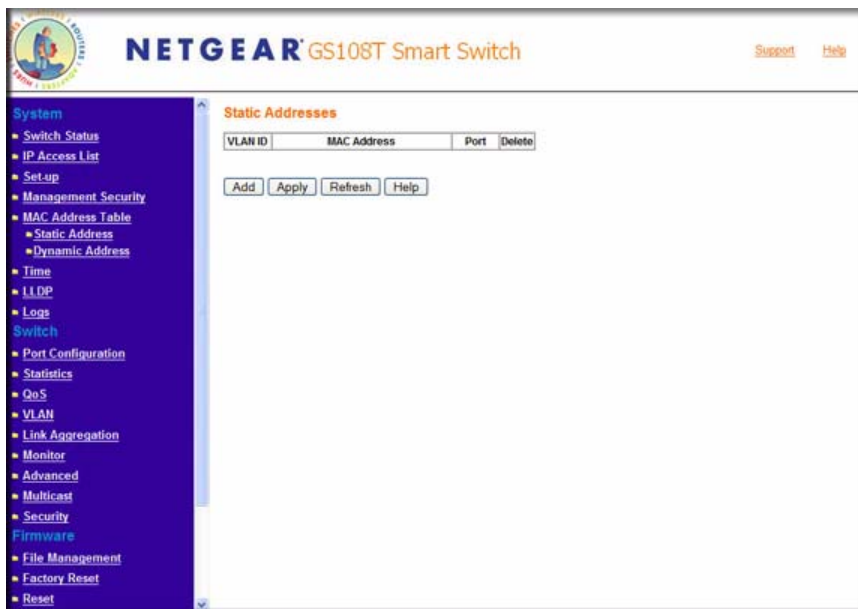 NETGEAR GS108T Smart Switch
Support Help
System
Switch Status
IP Access List
Set-up
Management Security
MAC Address Table
Static Address
Dynamic Address
Time
LLDP
Logs
Switch
Port Configuration
Statistics
QoS
VLAN
Link Aggregation
Monitor
Advanced
Multicast
Security
Firmware
File Management
Factory Reset
Reset
Static Addresses
VLAN ID MAC Address Port Delete
Add Apply Refresh Help